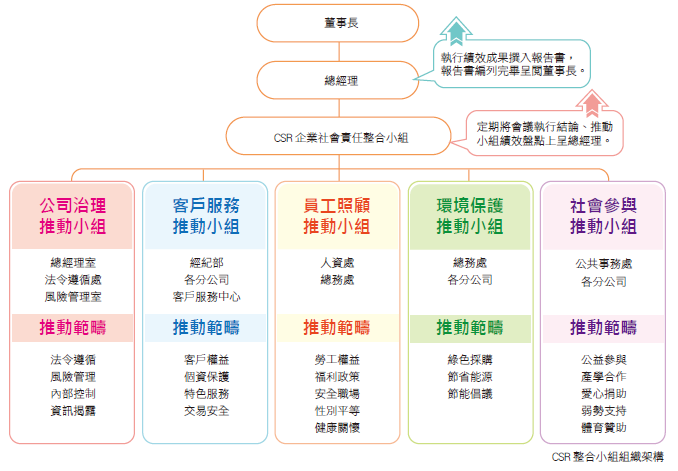 董事長
執行績效成果撰入報告書，
報告書編列完畢呈閱董事長。
總經理
定期將會議執行結論、推動
小組績效盤點上呈總經理。
CSR 企業社會責任整合小組
公司治理
推動小組
總經理室
法令遵循處
風險管理室
推動範疇
法令遵循
風險管理
內部控制
資訊揭露
客戶服務
推動小組
經紀部
各分公司
客戶服務中心
推動範疇
客戶權益
個資保護
特色服務
交易安全
員工照顧
推動小組
人資處
總務處
推動範疇
勞工權益
福利政策
安全職場
性別平等
健康關懷
環境保護
推動小組
總務處
各分公司
推動範疇
綠色採購
節省能源
節能倡議
社會參與
推動小組
公共事務處
各分公司
推動範疇
公益參與
產學合作
愛心捐助
弱勢支持
體育贊助
CSR 整合小組組織架構